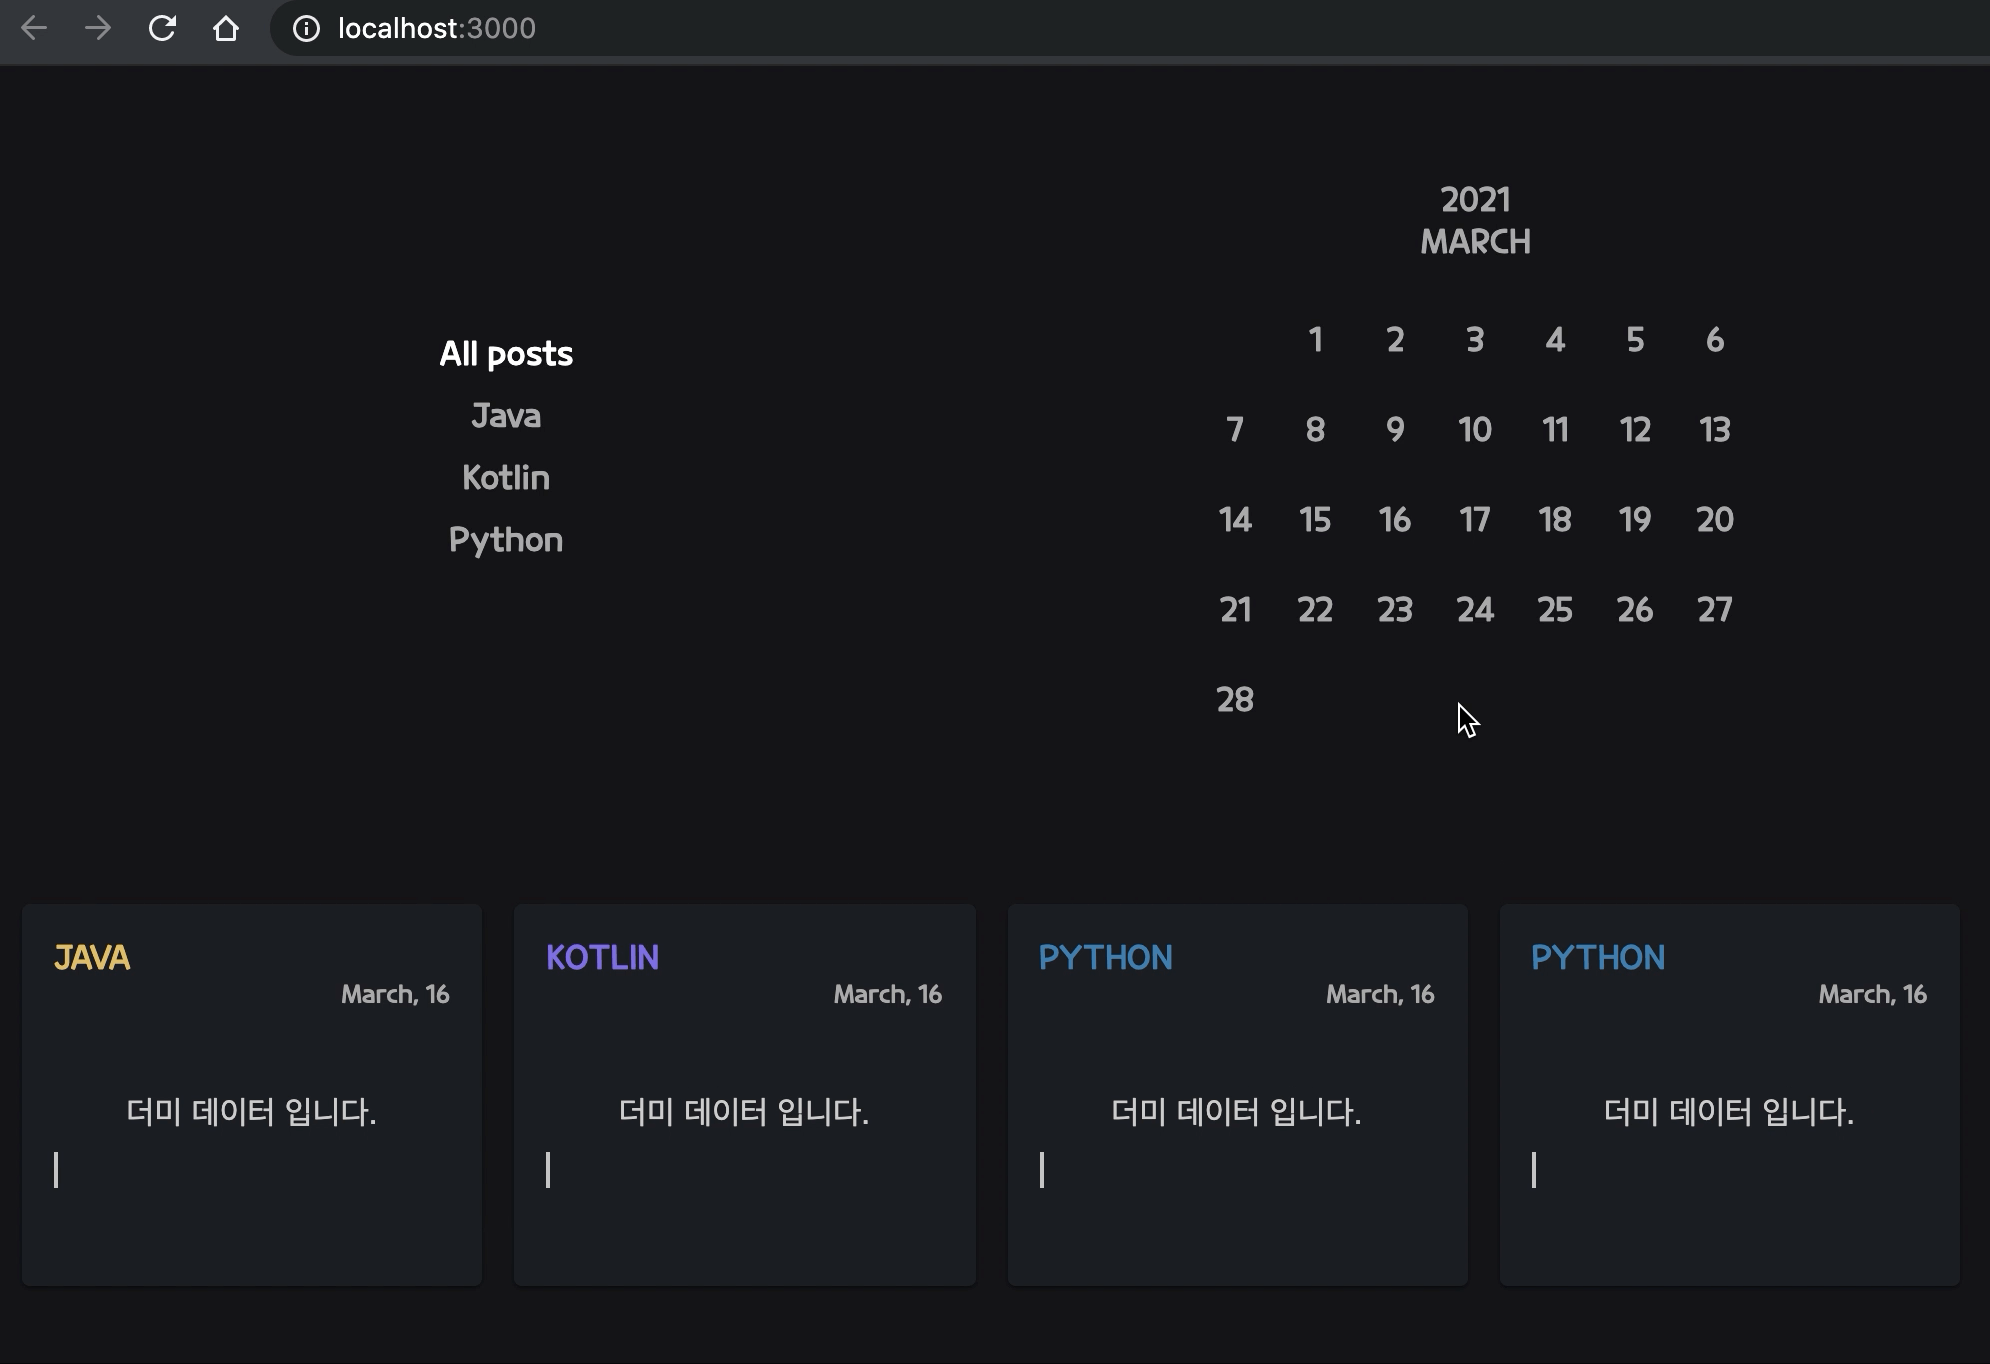 localhost:3000
All posts
Java
Kotlin
Python
2021
MARCH
1 2 3 4 5 6
7 8 9 10 11 12 13
14 15 16 17 18 19 20
21 22 23 24 25 26 27
28
JAVA
March, 16
더미 데이터 입니다.
KOTLIN
March, 16
더미 데이터 입니다.
PYTHON
March, 16
더미 데이터 입니다.
PYTHON
March, 16
더미 데이터 입니다.